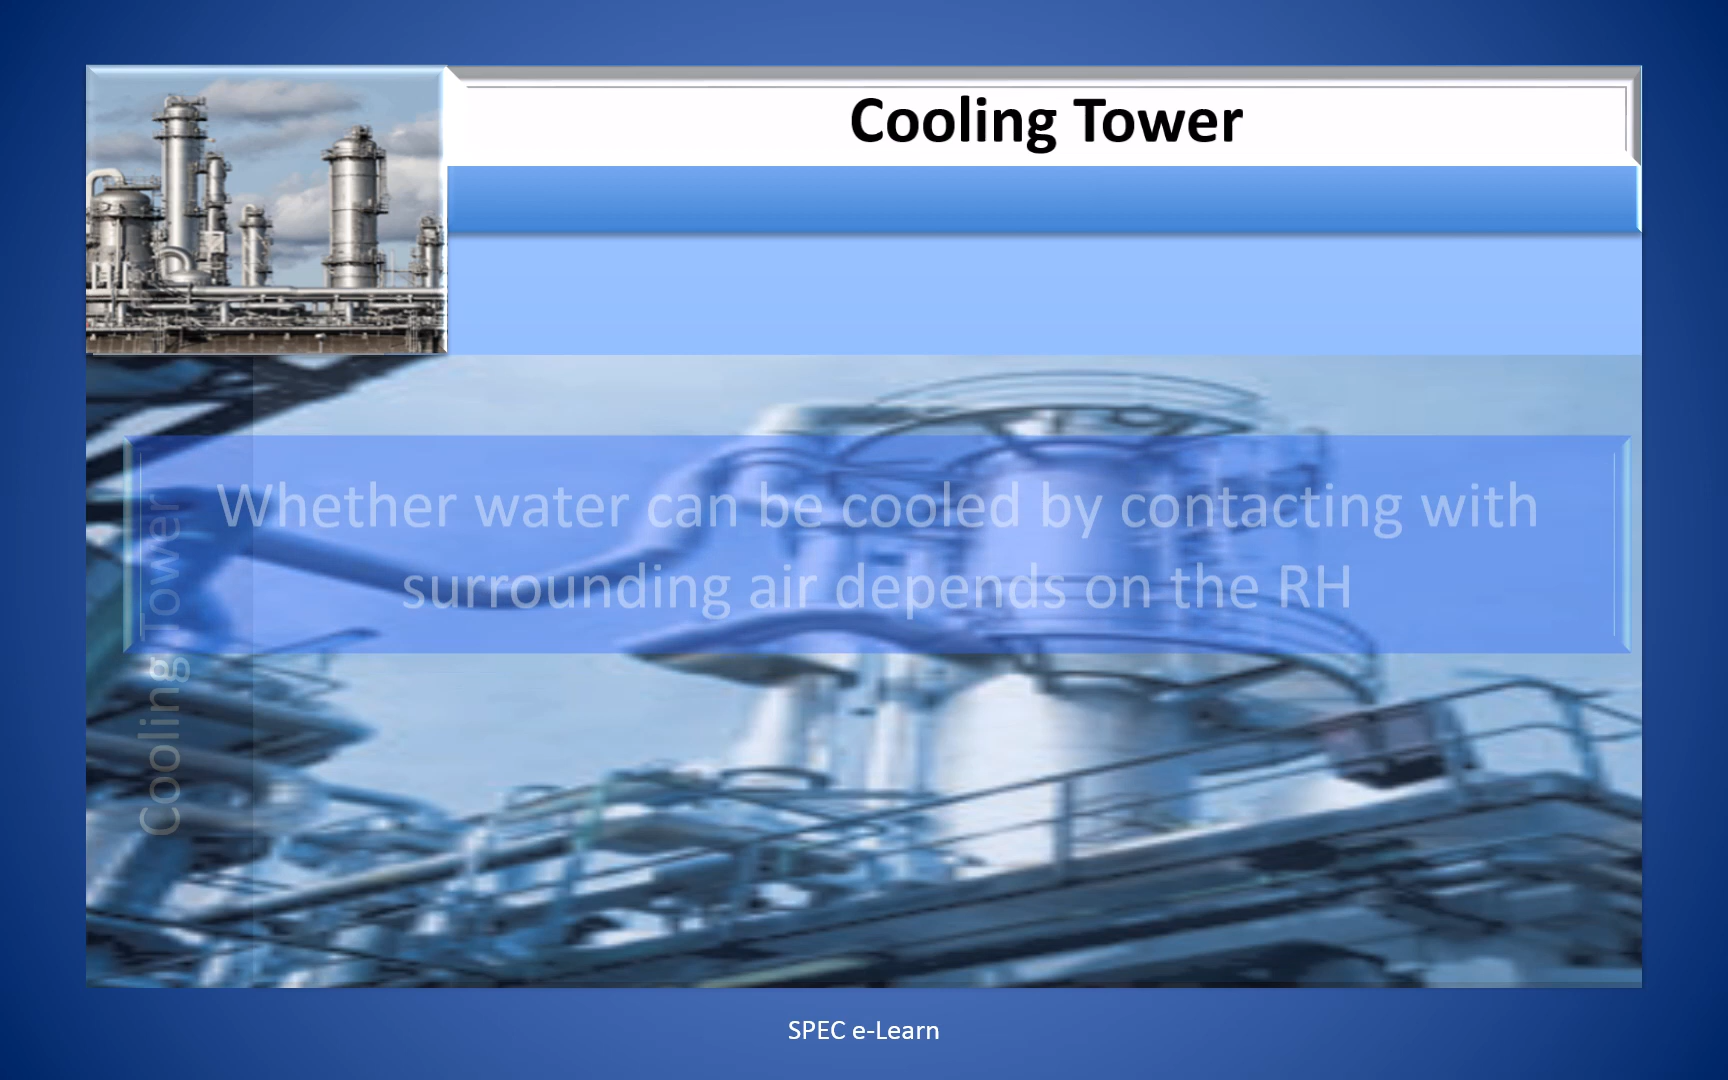 Cooling Tower
Whether water can be cooled by contacting with
surrounding air depends on the RH
Cooling Tower
SPEC e-Learn